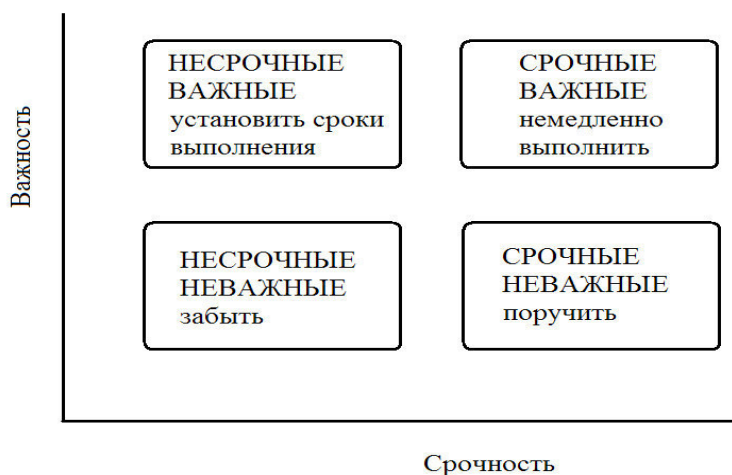 Важность
НЕСРОЧНЫЕ
ВАЖНЫЕ
установить сроки
выполнения
СРОЧНЫЕ
ВАЖНЫЕ
немедленно
выполнить
НЕСРОЧНЫЕ
НЕВАЖНЫЕ
забыть
СРОЧНЫЕ
НЕВАЖНЫЕ
поручить
Срочность